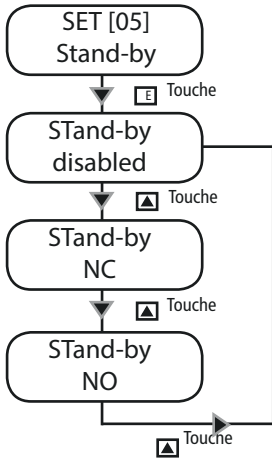 SET [05]
Stand-by
E Touche
STand-by
disabled
Touche
STand-by
NC
Touche
STand-by
NO
Touche